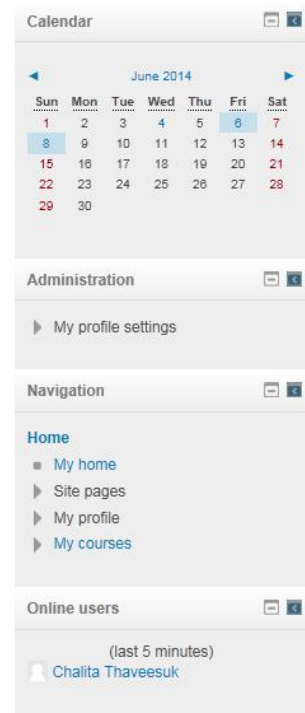 Calendar
June 2014
Sun Mon Tue Wed Thu Fri Sat
1 2 3 4 5 6 7
8 9 10 11 12 13 14
15 16 17 18 19 20 21
22 23 24 25 26 27 28
29 30
Administration
My profile settings
Navigation
Home
My home
Site pages
My profile
My courses
Online users
(last 5 minutes)
Chalita Thaveesuk